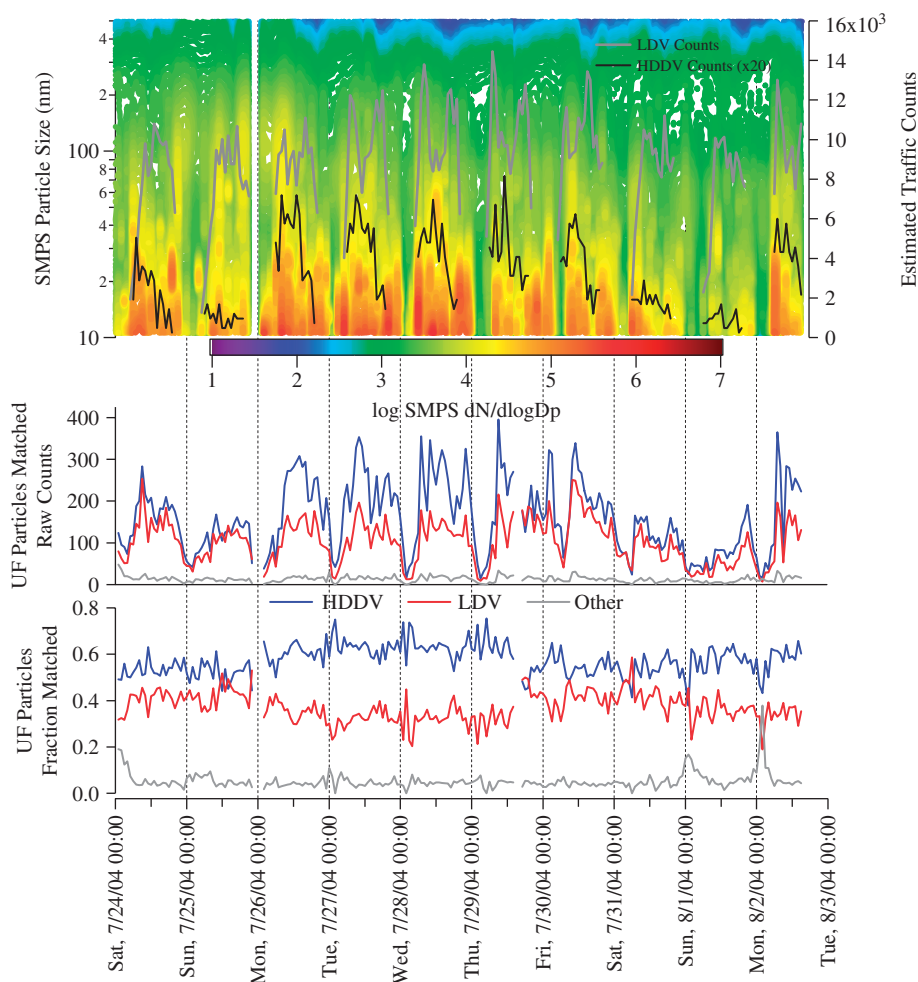 SMPS Particle Size (nm)
4
2
100
8
6
4
2
10
LDV Counts
HDDV Counts (x20)
16x10³
14
12
10
8
6
4
2
0
Estimated Traffic Counts
1 2 3 4 5 6 7
log SMPS dN/dlogDp
UF Particles Matched
Raw Counts
400
300
200
100
0
HDDV LDV Other
UF Particles
Fraction Matched
0.8
0.6
0.4
0.2
0.0
Sat, 7/24/04 00:00
Sun, 7/25/04 00:00
Mon, 7/26/04 00:00
Tue, 7/27/04 00:00
Wed, 7/28/04 00:00
Thu, 7/29/04 00:00
Fri, 7/30/04 00:00
Sat, 7/31/04 00:00
Sun, 8/1/04 00:00
Mon, 8/2/04 00:00
Tue, 8/3/04 00:00